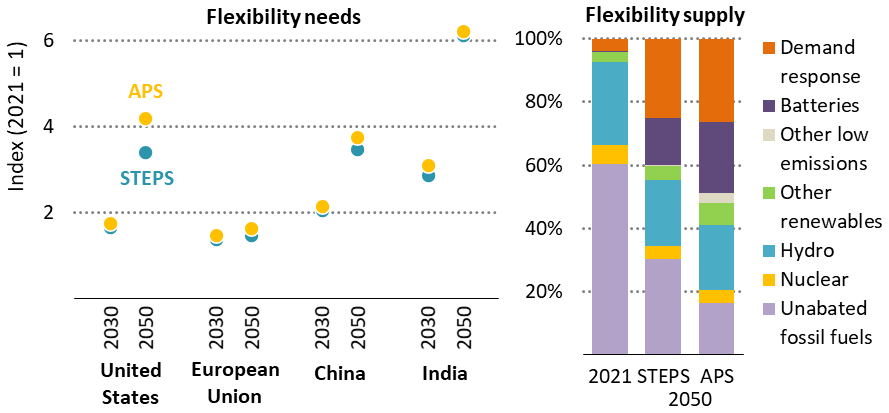 Flexibility needs
Index (2021 = 1)
6
4
2
APS
STEPS
2030
2050
2030
2050
2030
2050
2030
2050
United
States
European
Union
China
India
Flexibility supply
100%
80%
60%
40%
20%
2021 STEPS APS
2050
Demand
response
Batteries
Other low
emissions
Other
renewables
Hydro
Nuclear
Unabated
fossil fuels